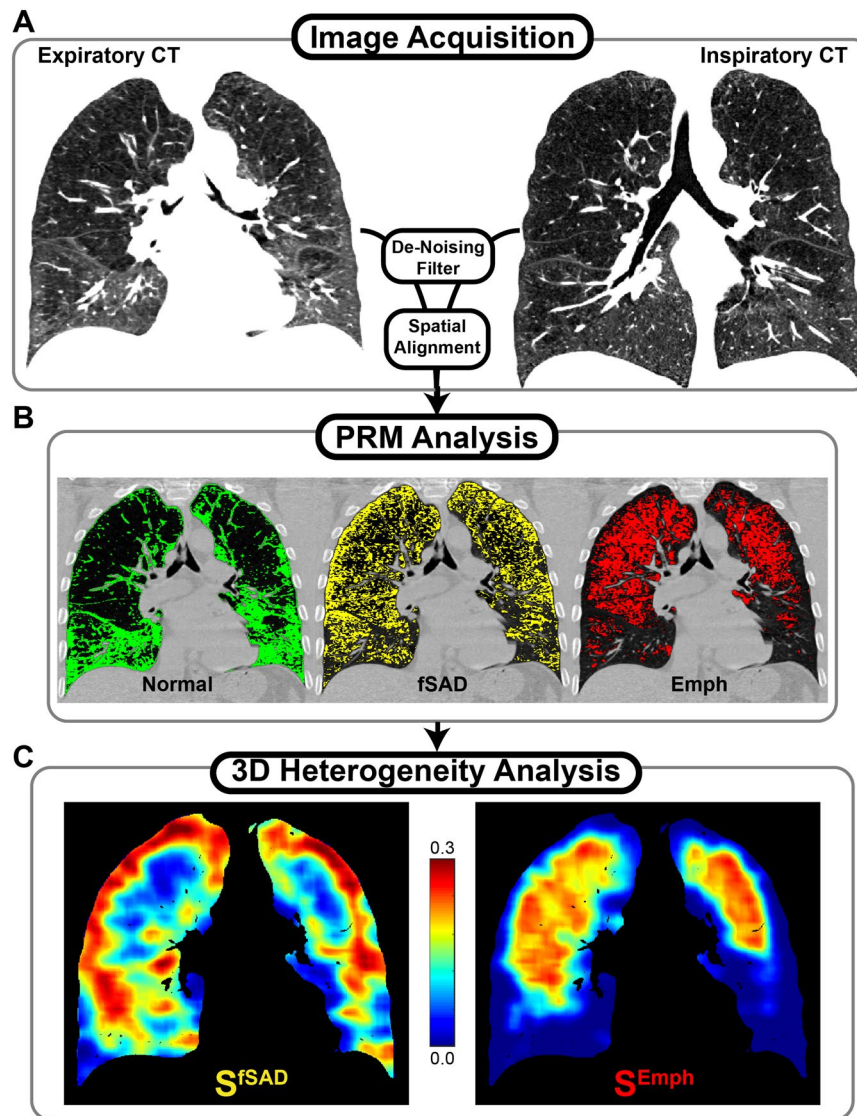 A
Image Acquisition
Expiratory CT
Inspiratory CT
De-Noising
Filter
Spatial
Alignment
B
PRM Analysis
Normal
fSAD
Emph
C
3D Heterogeneity Analysis
0.3
0.0
SfSAD
SEmph